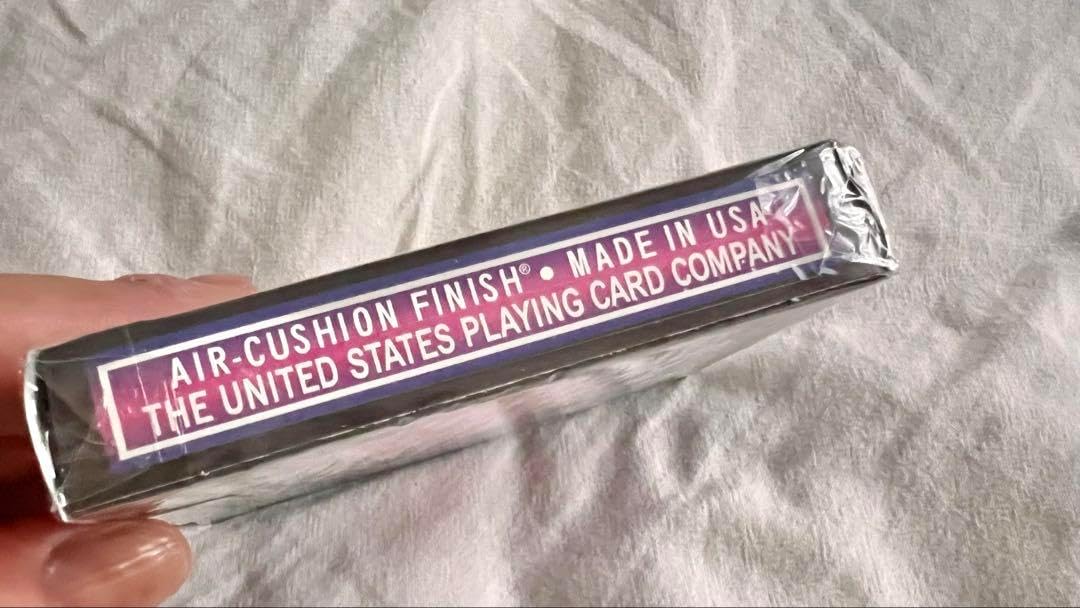 AIR-CUSHION FINISH® • MADE IN USA
THE UNITED STATES PLAYING CARD COMPANY